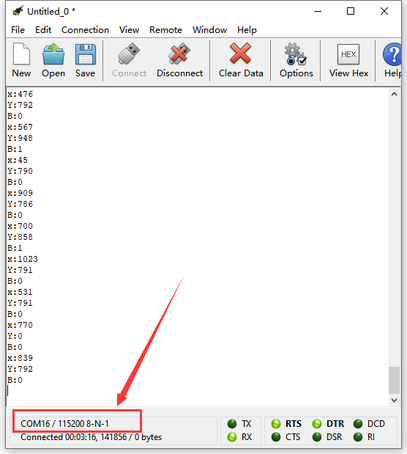 Untitled_0 *
File Edit Connection View Remote Window Help
New Open Save Connect Disconnect Clear Data Options HEX View Hex Help
x:476
Y:792
B:0
x:567
Y:948
B:1
x:45
Y:790
B:0
x:909
Y:786
B:0
x:700
Y:858
B:1
x:1023
Y:791
B:0
x:531
Y:791
B:0
x:770
Y:0
B:0
x:839
Y:792
B:0
COM16 / 115200 8-N-1
Connected 00:03:16, 141856 / 0 bytes
TX RTS DTR DCD
RX CTS DSR RI